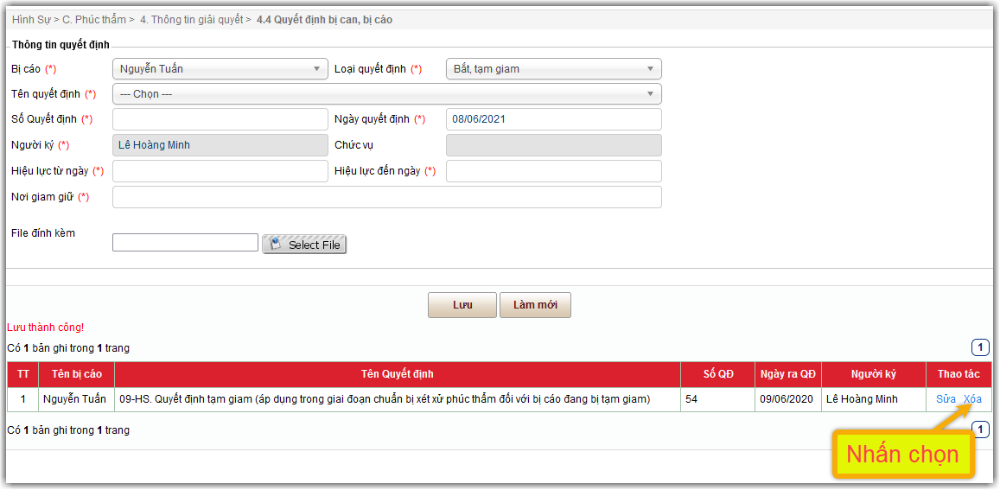 Hình Sự > C. Phúc thẩm > 4. Thông tin giải quyết > 4.4 Quyết định bị can, bị cáo
Thông tin quyết định
Bị cáo (*) Nguyễn Tuấn Loại quyết định (*) Bắt, tạm giam
Tên quyết định (*) --- Chọn ---
Số Quyết định (*) Ngày quyết định (*) 08/06/2021
Người ký (*) Lê Hoàng Minh Chức vụ
Hiệu lực từ ngày (*) Hiệu lực đến ngày (*)
Nơi giam giữ (*)
File đính kèm Select File
Lưu Làm mới
Lưu thành công!
Có 1 bản ghi trong 1 trang 1
TT Tên bị cáo Tên Quyết định Số QĐ Ngày ra QĐ Người ký Thao tác
1 Nguyễn Tuấn 09-HS. Quyết định tạm giam (áp dụng trong giai đoạn chuẩn bị xét xử phúc thẩm đối với bị cáo đang bị tạm giam) 54 09/06/2020 Lê Hoàng Minh Sửa Xóa
Có 1 bản ghi trong 1 trang 1
Nhấn chọn